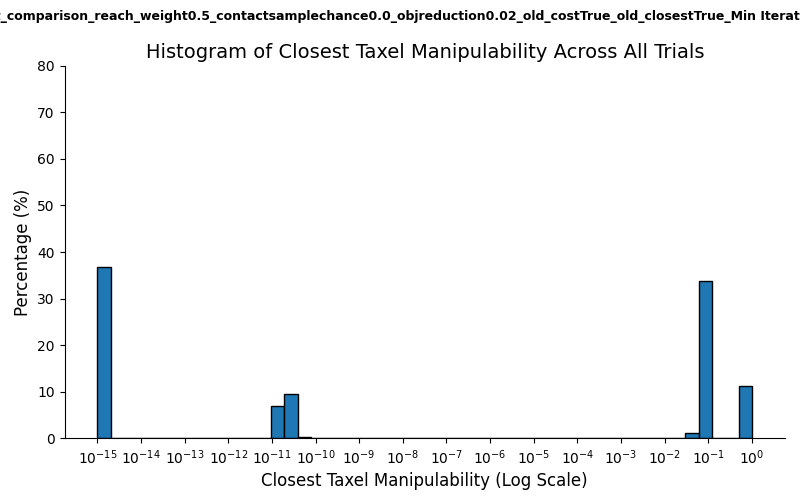 _comparison_reach_weight0.5_contactsamplechance0.0_objreduction0.02_old_costTrue_old_closestTrue_Min Iterat
Histogram of Closest Taxel Manipulability Across All Trials
Percentage (%)
80
70
60
50
40
30
20
10
0
10⁻¹⁵ 10⁻¹⁴ 10⁻¹³ 10⁻¹² 10⁻¹¹ 10⁻¹⁰ 10⁻⁹ 10⁻⁸ 10⁻⁷ 10⁻⁶ 10⁻⁵ 10⁻⁴ 10⁻³ 10⁻² 10⁻¹ 10⁰
Closest Taxel Manipulability (Log Scale)